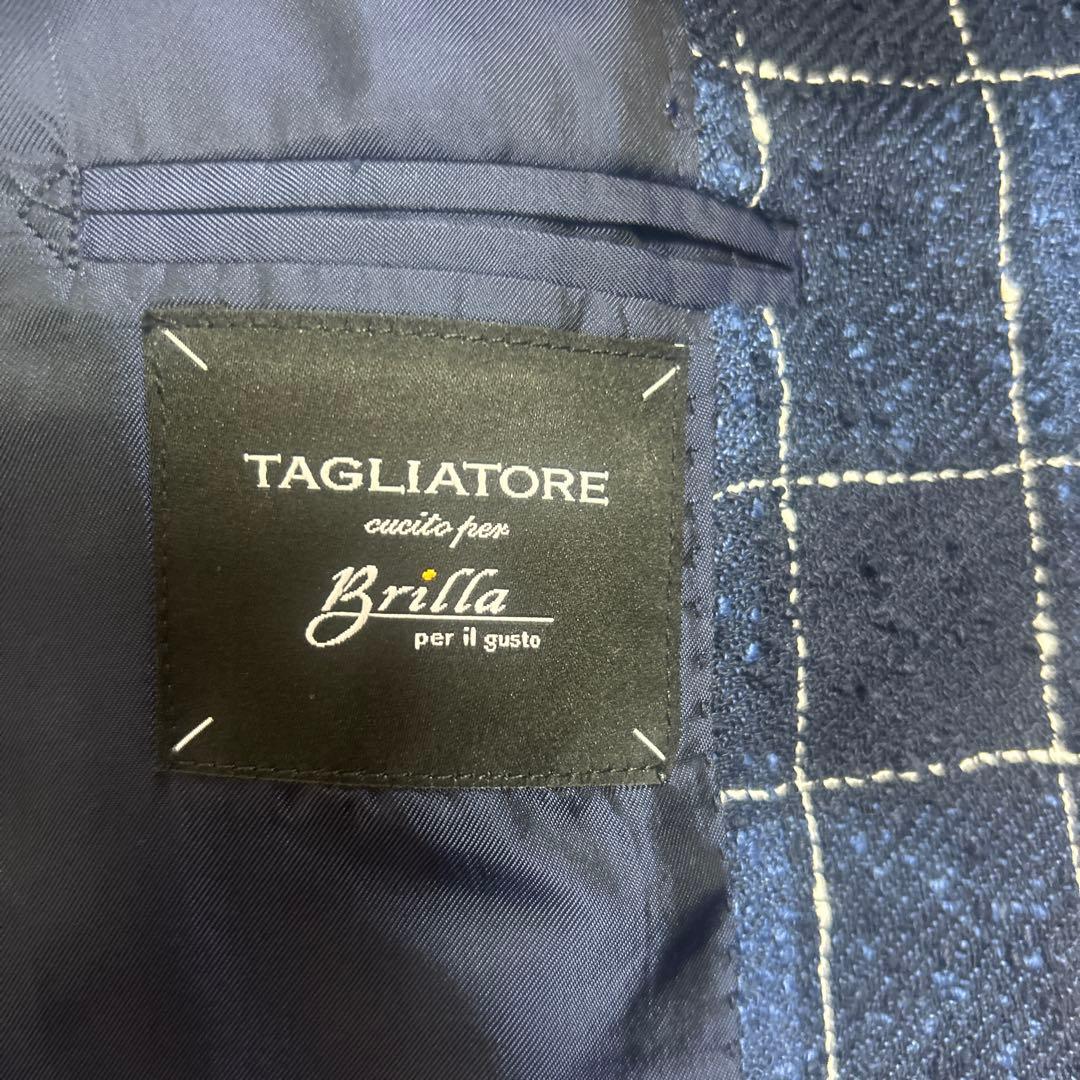 TAGLIATORE
cucito per
Brilla
per il gusto